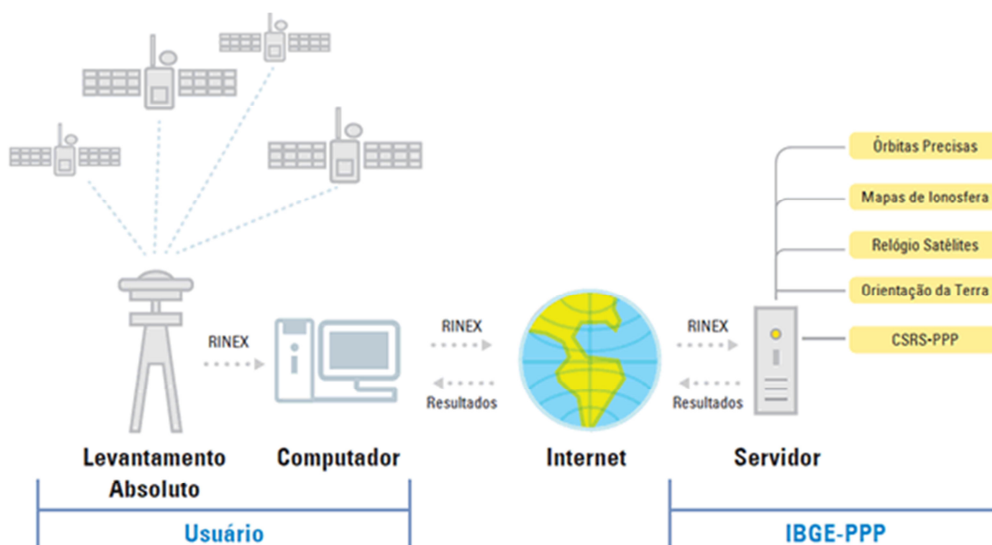 Órbitas Precisas
Mapas de Ionosfera
Relógio Satélites
Orientação da Terra
CSRS-PPP
RINEX
RINEX
RINEX
Resultados
Resultados
Levantamento
Absoluto
Computador
Internet
Servidor
Usuário
IBGE-PPP